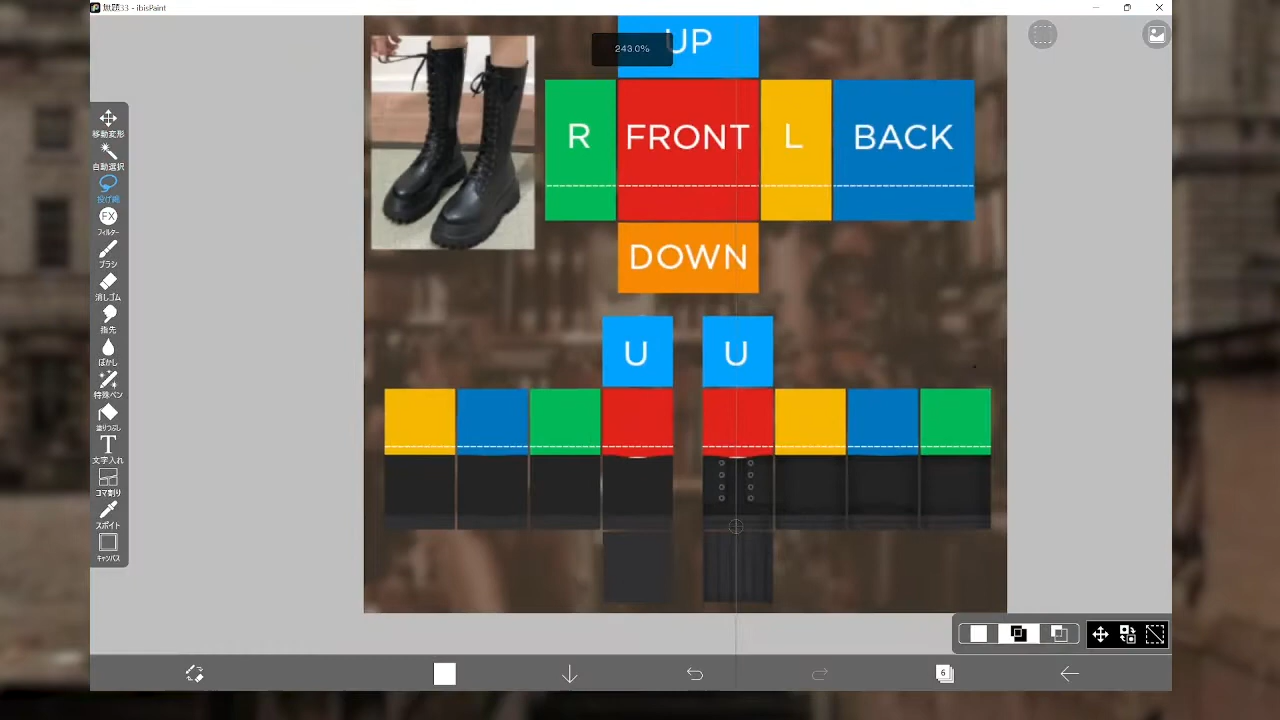 無題33 - ibisPaint
243.0%
UP
R
FRONT
L
BACK
DOWN
U
U
移動変形
自動選択
投げ縄
FX
フィルター
ブラシ
消しゴム
指先
ぼかし
特殊ペン
塗りつぶし
T
文字入れ
コマ割り
スポイト
キャンバス
6